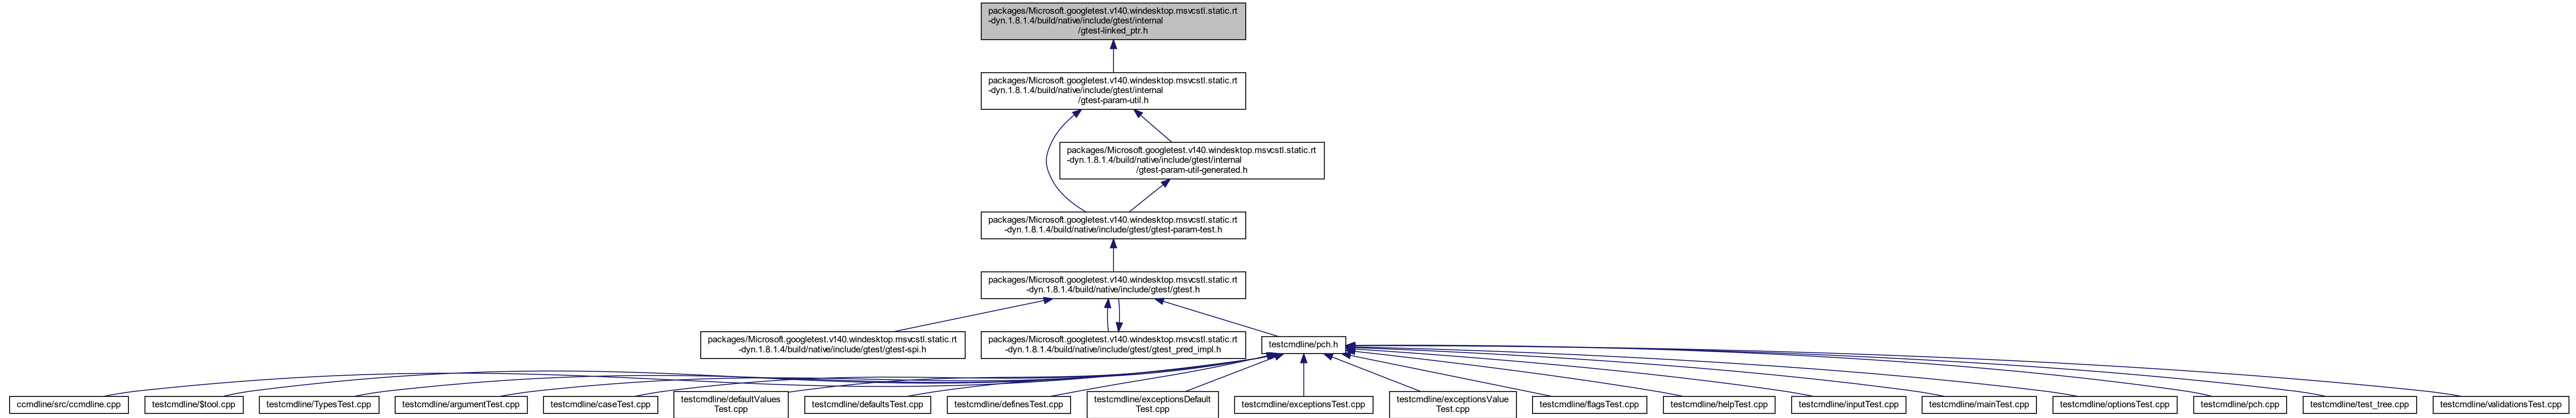 packages/Microsoft.googletest.v140.windesktop.msvcstl.static.rt
-dyn.1.8.1.4/build/native/include/gtest/internal
/gtest-linked_ptr.h
packages/Microsoft.googletest.v140.windesktop.msvcstl.static.rt
-dyn.1.8.1.4/build/native/include/gtest/internal
/gtest-param-util.h
packages/Microsoft.googletest.v140.windesktop.msvcstl.static.rt
-dyn.1.8.1.4/build/native/include/gtest/internal
/gtest-param-util-generated.h
packages/Microsoft.googletest.v140.windesktop.msvcstl.static.rt
-dyn.1.8.1.4/build/native/include/gtest/gtest-param-test.h
packages/Microsoft.googletest.v140.windesktop.msvcstl.static.rt
-dyn.1.8.1.4/build/native/include/gtest/gtest.h
packages/Microsoft.googletest.v140.windesktop.msvcstl.static.rt
-dyn.1.8.1.4/build/native/include/gtest/gtest-spi.h
packages/Microsoft.googletest.v140.windesktop.msvcstl.static.rt
-dyn.1.8.1.4/build/native/include/gtest/gtest_pred_impl.h
testcmdline/pch.h
ccmdline/src/ccmdline.cpp
testcmdline/$tool.cpp
testcmdline/TypesTest.cpp
testcmdline/argumentTest.cpp
testcmdline/caseTest.cpp
testcmdline/defaultValues
Test.cpp
testcmdline/defaultsTest.cpp
testcmdline/definesTest.cpp
testcmdline/exceptionsDefault
Test.cpp
testcmdline/exceptionsTest.cpp
testcmdline/exceptionsValue
Test.cpp
testcmdline/flagsTest.cpp
testcmdline/helpTest.cpp
testcmdline/inputTest.cpp
testcmdline/mainTest.cpp
testcmdline/optionsTest.cpp
testcmdline/pch.cpp
testcmdline/test_tree.cpp
testcmdline/validationsTest.cpp